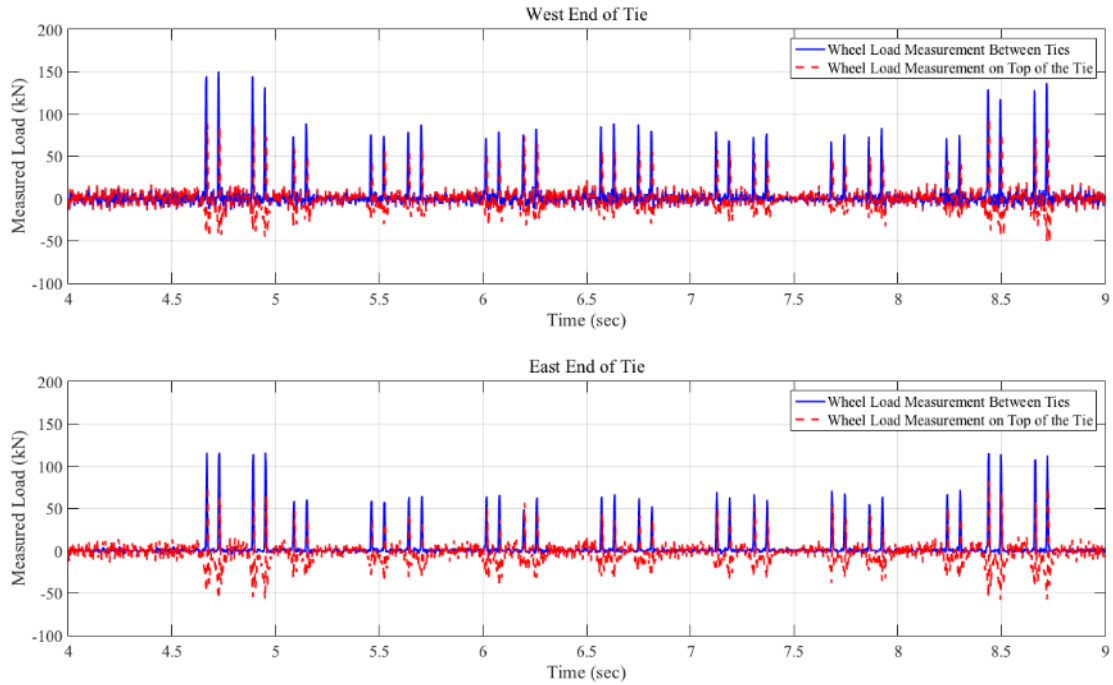 West End of Tie
200
150
100
50
0
-50
-100
Measured Load (kN)
Wheel Load Measurement Between Ties
Wheel Load Measurement on Top of the Tie
4 4.5 5 5.5 6 6.5 7 7.5 8 8.5 9
Time (sec)
East End of Tie
200
150
100
50
0
-50
-100
Measured Load (kN)
Wheel Load Measurement Between Ties
Wheel Load Measurement on Top of the Tie
4 4.5 5 5.5 6 6.5 7 7.5 8 8.5 9
Time (sec)